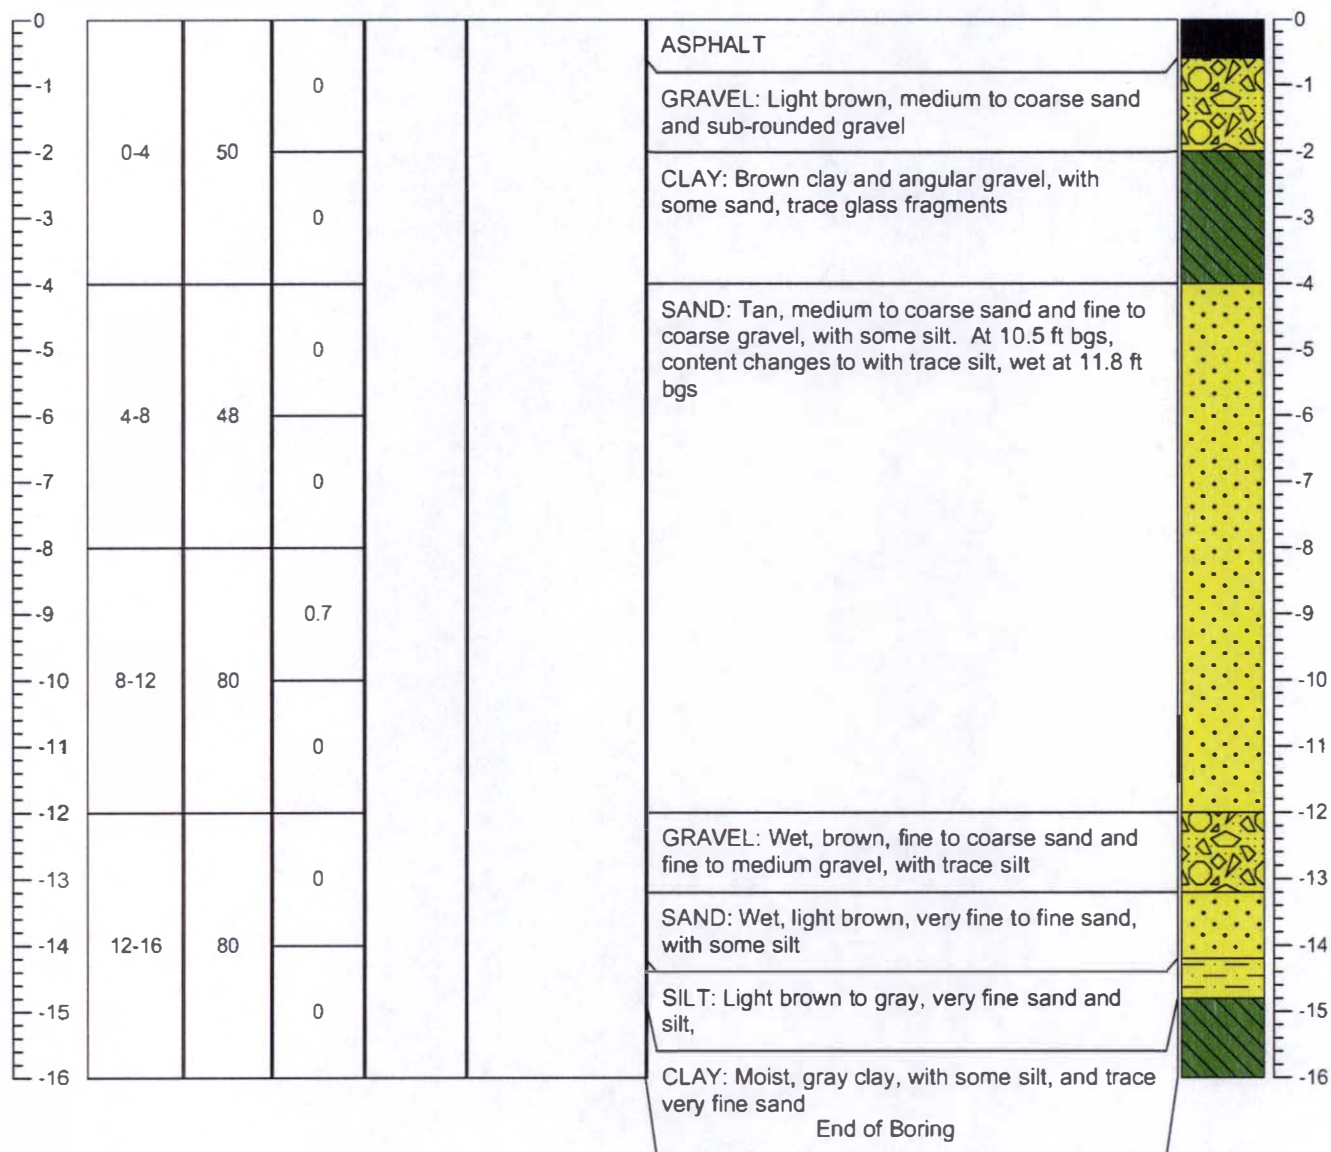 0
-1
-2
-3
-4
-5
-6
-7
-8
-9
-10
-11
-12
-13
-14
-15
-16
0-4
50
0
0
4-8
48
0
0
8-12
80
0.7
0
12-16
80
0
0
ASPHALT
GRAVEL: Light brown, medium to coarse sand
and sub-rounded gravel
CLAY: Brown clay and angular gravel, with
some sand, trace glass fragments
SAND: Tan, medium to coarse sand and fine to
coarse gravel, with some silt. At 10.5 ft bgs,
content changes to with trace silt, wet at 11.8 ft
bgs
GRAVEL: Wet, brown, fine to coarse sand and
fine to medium gravel, with trace silt
SAND: Wet, light brown, very fine to fine sand,
with some silt
SILT: Light brown to gray, very fine sand and
silt,
CLAY: Moist, gray clay, with some silt, and trace
very fine sand
End of Boring
0
-1
-2
-3
-4
-5
-6
-7
-8
-9
-10
-11
-12
-13
-14
-15
-16